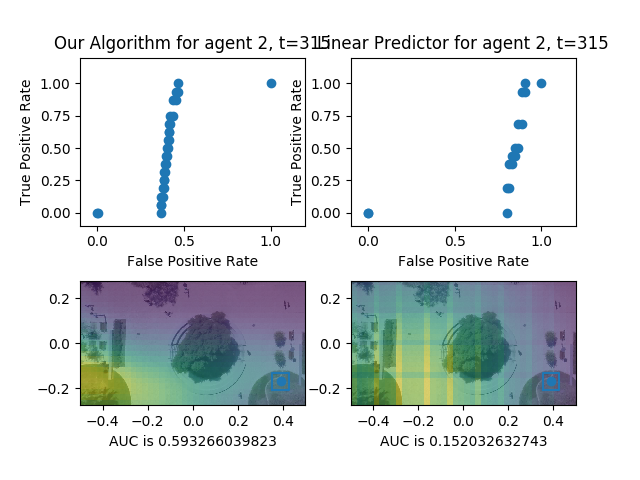 Our Algorithm for agent 2, t=315
Linear Predictor for agent 2, t=315
True Positive Rate
1.00
0.75
0.50
0.25
0.00
0.0 0.5 1.0
False Positive Rate
True Positive Rate
1.00
0.75
0.50
0.25
0.00
0.0 0.5 1.0
False Positive Rate
0.2
0.0
−0.2
−0.4 −0.2 0.0 0.2 0.4
AUC is 0.593266039823
0.2
0.0
−0.2
−0.4 −0.2 0.0 0.2 0.4
AUC is 0.152032632743